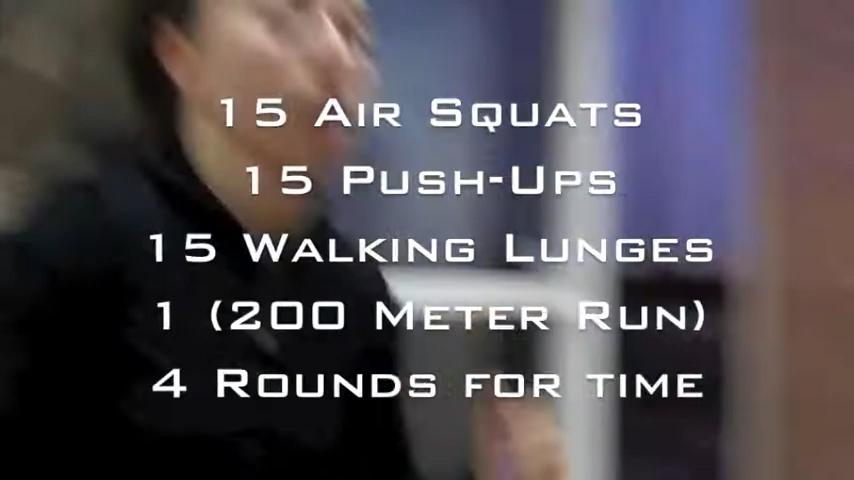 15 Air Squats
15 Push-Ups
15 Walking Lunges
1 (200 Meter Run)
4 Rounds for time